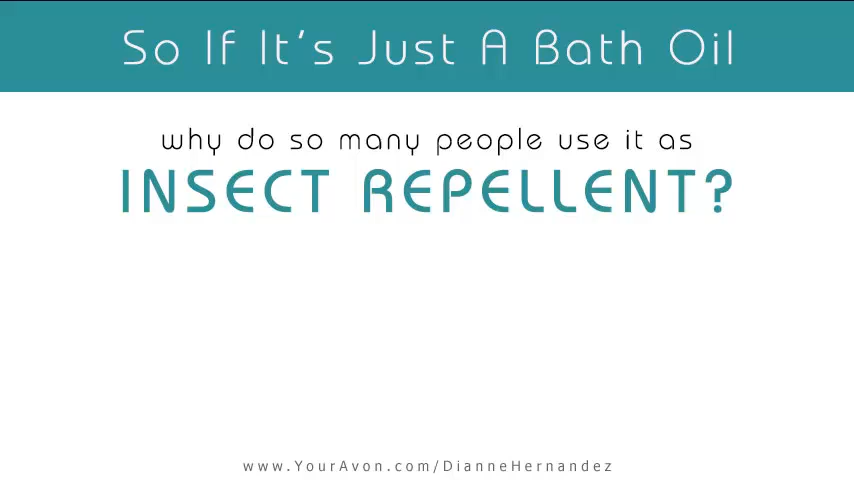 So If It's Just A Bath Oil
why do so many people use it as
INSECT REPELLENT?
www.YourAvon.com/DianneHernandez